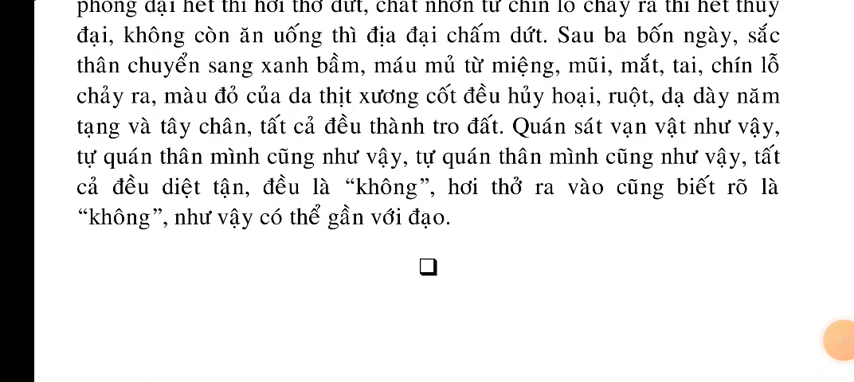 phong đại hết thì hơi thở dứt, chất nhờn từ chín lỗ chảy ra thì hết thủy
đại, không còn ăn uống thì địa đại chấm dứt. Sau ba bốn ngày, sắc
thân chuyển sang xanh bầm, máu mủ từ miệng, mũi, mắt, tai, chín lỗ
chảy ra, màu đỏ của da thịt xương cốt đều hủy hoại, ruột, dạ dày năm
tạng và tây chân, tất cả đều thành tro đất. Quán sát vạn vật như vậy,
tự quán thân mình cũng như vậy, tự quán thân mình cũng như vậy, tất
cả đều diệt tận, đều là “không”, hơi thở ra vào cũng biết rõ là
“không”, như vậy có thể gần với đạo.